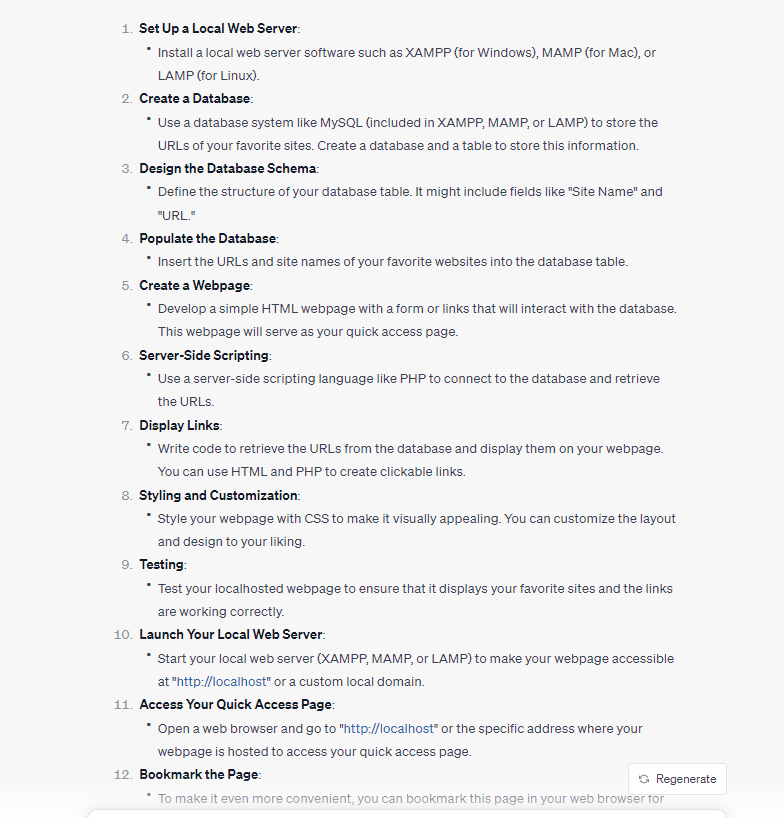 1. Set Up a Local Web Server:
• Install a local web server software such as XAMPP (for Windows), MAMP (for Mac), or
LAMP (for Linux).
2. Create a Database:
• Use a database system like MySQL (included in XAMPP, MAMP, or LAMP) to store the
URLs of your favorite sites. Create a database and a table to store this information.
3. Design the Database Schema:
• Define the structure of your database table. It might include fields like "Site Name" and
"URL."
4. Populate the Database:
• Insert the URLs and site names of your favorite websites into the database table.
5. Create a Webpage:
• Develop a simple HTML webpage with a form or links that will interact with the database.
This webpage will serve as your quick access page.
6. Server-Side Scripting:
• Use a server-side scripting language like PHP to connect to the database and retrieve
the URLs.
7. Display Links:
• Write code to retrieve the URLs from the database and display them on your webpage.
You can use HTML and PHP to create clickable links.
8. Styling and Customization:
• Style your webpage with CSS to make it visually appealing. You can customize the layout
and design to your liking.
9. Testing:
• Test your localhosted webpage to ensure that it displays your favorite sites and the links
are working correctly.
10. Launch Your Local Web Server:
• Start your local web server (XAMPP, MAMP, or LAMP) to make your webpage accessible
at "http://localhost" or a custom local domain.
11. Access Your Quick Access Page:
• Open a web browser and go to "http://localhost" or the specific address where your
webpage is hosted to access your quick access page.
12. Bookmark the Page:
Regenerate
• To make it even more convenient, you can bookmark this page in your web browser for